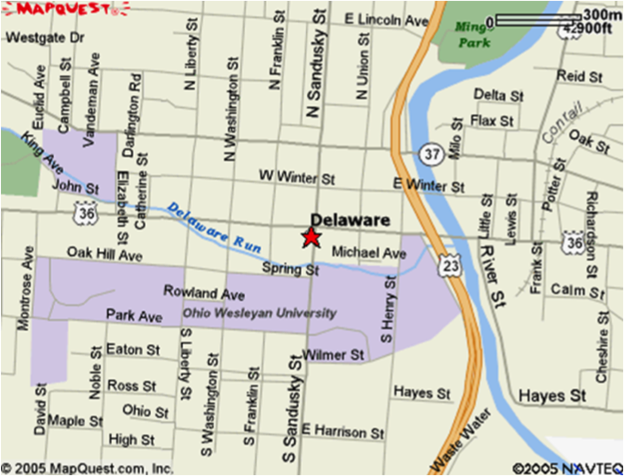 MAPQUEST
E Lincoln Ave
Mingo
Park
0
300m
42900ft
Westgate Dr
N Liberty St
N Franklin St
N Sandusky St
N Union St
Reid St
Euclid Ave
Campbell St
Vandeman Ave
Darlington Rd
N Washington St
Delta St
Flax St
Contail
Oak St
King Ave
37
Milo St
John St
W Winter St
E Winter St
Potter St
Elizabeth St
Catherine St
36
Delaware Run
Delaware
Little St
Lewis St
Richardson St
36
Oak Hill Ave
Michael Ave
Spring St
23
River St
Frank St
Montrose Ave
Rowland Ave
Calm St
Park Ave
Ohio Wesleyan University
S Henry St
Eaton St
Wilmer St
Noble St
S Liberty St
S Washington St
S Franklin St
S Sandusky St
Cheshire St
David St
Ross St
Hayes St
Hayes St
Maple St
Ohio St
High St
E Harrison St
Waste Water
© 2005 MapQuest.com, Inc.
©2005 NAVTEQ